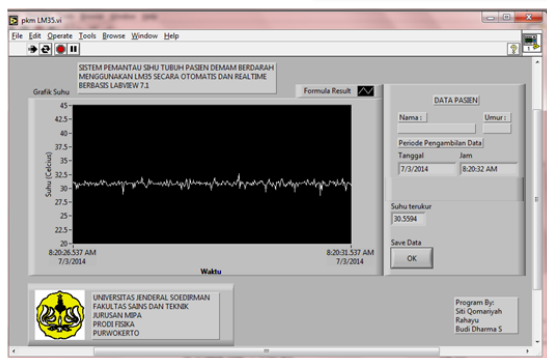 pkm LM35.vi
File Edit Operate Tools Browse Window Help
SISTEM PEMANTAU SIHU TUBUH PASIEN DEMAM BERDARAH
MENGGUNAKAN LM35 SECARA OTOMATIS DAN REALTIME
BERBASIS LABVIEW 7.1
Grafik Suhu
Formula Result
45
42.5
40
37.5
35
32.5
30
27.5
25
22.5
20
Suhu (Celcius)
8:20:26.537 AM
7/3/2014
8:20:31.537 AM
7/3/2014
Waktu
DATA PASIEN
Nama : Umur :
Periode Pengambilan Data
Tanggal Jam
7/3/2014 8:20:32 AM
Suhu terukur
30.5594
Save Data
OK
UNIVERSITAS JENDERAL SOEDIRMAN
FAKULTAS SAINS DAN TEKNIK
JURUSAN MIPA
PRODI FISIKA
PURWOKERTO
Program By:
Siti Qomariyah
Rahayu
Budi Dharma S